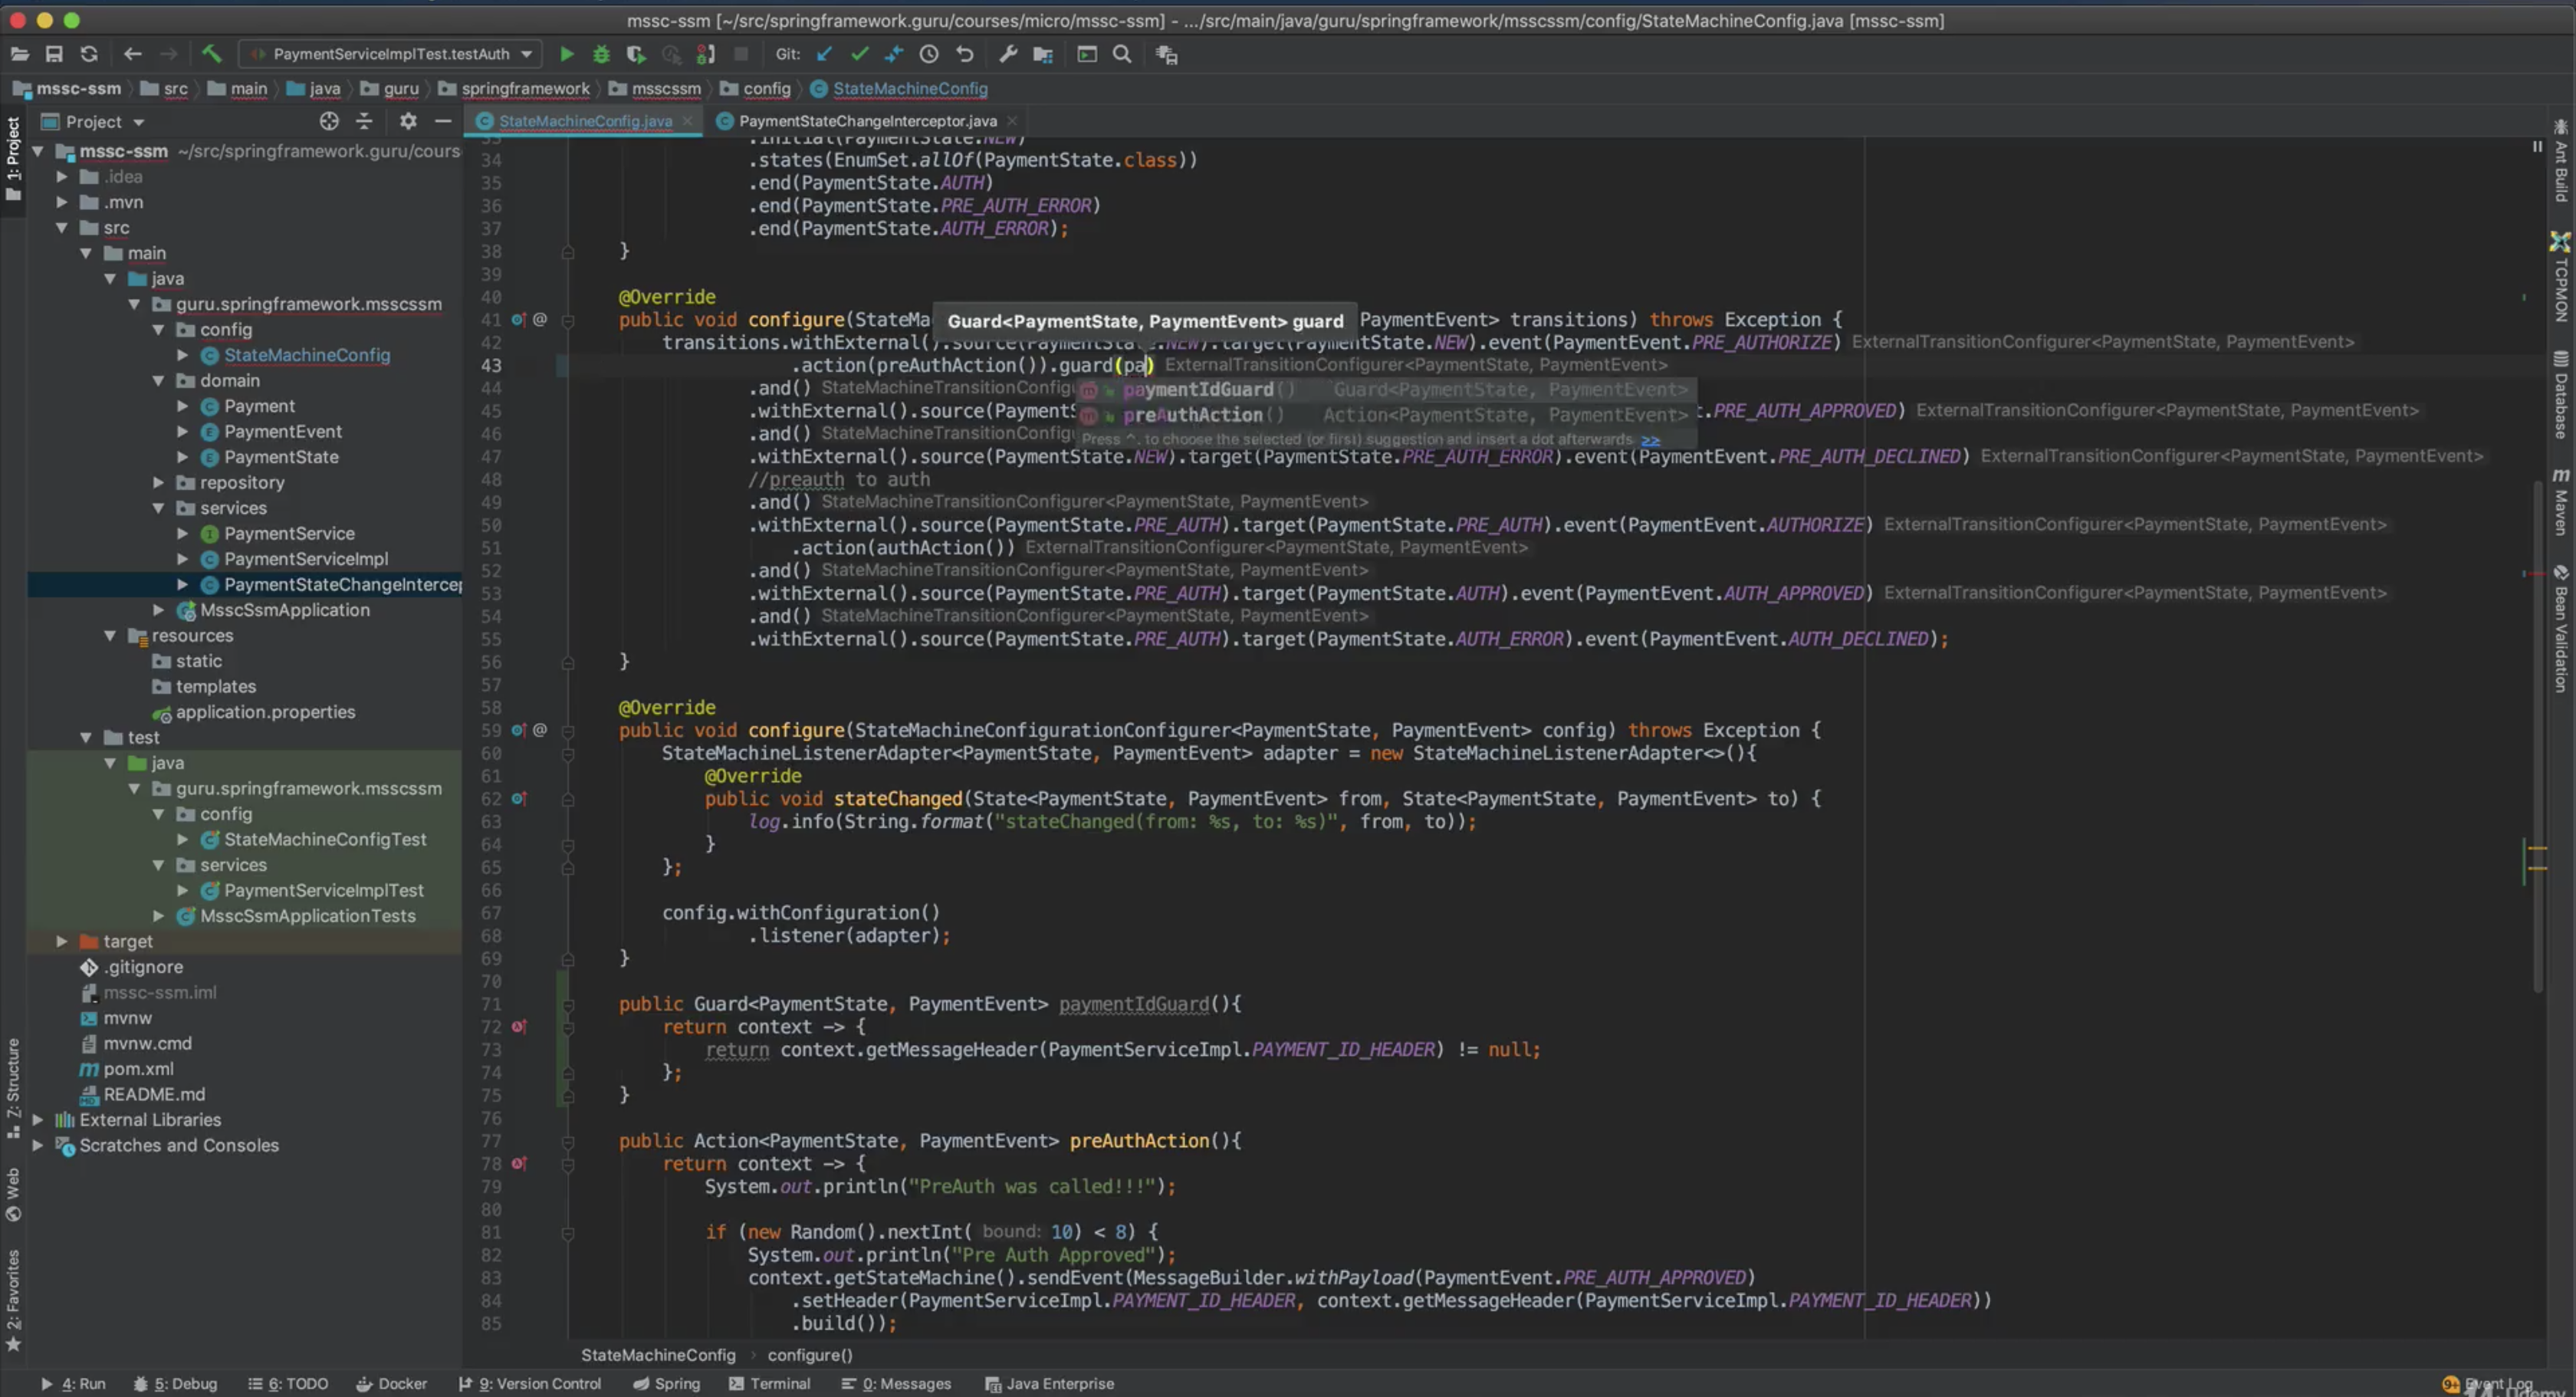 mssc-ssm [~/src/springframework.guru/courses/micro/mssc-ssm] - .../src/main/java/guru/springframework/msscssm/config/StateMachineConfig.java [mssc-ssm]
PaymentServiceImplTest.testAuth
Git:
mssc-ssm src main java guru springframework msscssm config StateMachineConfig
Project
StateMachineConfig.java
PaymentStateChangeInterceptor.java
1: Project
Z: Structure
Web
2: Favorites
mssc-ssm ~/src/springframework.guru/cours
.idea
.mvn
src
main
java
guru.springframework.msscssm
config
StateMachineConfig
domain
Payment
PaymentEvent
PaymentState
repository
services
PaymentService
PaymentServiceImpl
PaymentStateChangeIntercep
MsscSsmApplication
resources
static
templates
application.properties
test
java
guru.springframework.msscssm
config
StateMachineConfigTest
services
PaymentServiceImplTest
MsscSsmApplicationTests
target
.gitignore
mssc-ssm.iml
mvnw
mvnw.cmd
pom.xml
README.md
External Libraries
Scratches and Consoles
33 .initial(PaymentState.NEW)
34 .states(EnumSet.allOf(PaymentState.class))
35 .end(PaymentState.AUTH)
36 .end(PaymentState.PRE_AUTH_ERROR)
37 .end(PaymentState.AUTH_ERROR);
38 }
39
40 @Override
41 @ public void configure(StateMa PaymentEvent> transitions) throws Exception {
Guard<PaymentState, PaymentEvent> guard
42 transitions.withExternal().source(PaymentState.NEW).target(PaymentState.NEW).event(PaymentEvent.PRE_AUTHORIZE) ExternalTransitionConfigurer<PaymentState, PaymentEvent>
43 .action(preAuthAction()).guard(pa) ExternalTransitionConfigurer<PaymentState, PaymentEvent>
44 .and() StateMachineTransitionConfigu
paymentIdGuard() Guard<PaymentState, PaymentEvent>
45 .withExternal().source(PaymentS t.PRE_AUTH_APPROVED) ExternalTransitionConfigurer<PaymentState, PaymentEvent>
preAuthAction() Action<PaymentState, PaymentEvent>
46 .and() StateMachineTransitionConfigu
Press ^. to choose the selected (or first) suggestion and insert a dot afterwards >>
47 .withExternal().source(PaymentState.NEW).target(PaymentState.PRE_AUTH_ERROR).event(PaymentEvent.PRE_AUTH_DECLINED) ExternalTransitionConfigurer<PaymentState, PaymentEvent>
48 //preauth to auth
49 .and() StateMachineTransitionConfigurer<PaymentState, PaymentEvent>
50 .withExternal().source(PaymentState.PRE_AUTH).target(PaymentState.PRE_AUTH).event(PaymentEvent.AUTHORIZE) ExternalTransitionConfigurer<PaymentState, PaymentEvent>
51 .action(authAction()) ExternalTransitionConfigurer<PaymentState, PaymentEvent>
52 .and() StateMachineTransitionConfigurer<PaymentState, PaymentEvent>
53 .withExternal().source(PaymentState.PRE_AUTH).target(PaymentState.AUTH).event(PaymentEvent.AUTH_APPROVED) ExternalTransitionConfigurer<PaymentState, PaymentEvent>
54 .and() StateMachineTransitionConfigurer<PaymentState, PaymentEvent>
55 .withExternal().source(PaymentState.PRE_AUTH).target(PaymentState.AUTH_ERROR).event(PaymentEvent.AUTH_DECLINED);
56 }
57
58 @Override
59 @ public void configure(StateMachineConfigurationConfigurer<PaymentState, PaymentEvent> config) throws Exception {
60 StateMachineListenerAdapter<PaymentState, PaymentEvent> adapter = new StateMachineListenerAdapter<>(){
61 @Override
62 public void stateChanged(State<PaymentState, PaymentEvent> from, State<PaymentState, PaymentEvent> to) {
63 log.info(String.format("stateChanged(from: %s, to: %s)", from, to));
64 }
65 };
66
67 config.withConfiguration()
68 .listener(adapter);
69 }
70
71 public Guard<PaymentState, PaymentEvent> paymentIdGuard(){
72 return context -> {
73 return context.getMessageHeader(PaymentServiceImpl.PAYMENT_ID_HEADER) != null;
74 };
75 }
76
77 public Action<PaymentState, PaymentEvent> preAuthAction(){
78 return context -> {
79 System.out.println("PreAuth was called!!!");
80
81 if (new Random().nextInt( bound: 10) < 8) {
82 System.out.println("Pre Auth Approved");
83 context.getStateMachine().sendEvent(MessageBuilder.withPayload(PaymentEvent.PRE_AUTH_APPROVED)
84 .setHeader(PaymentServiceImpl.PAYMENT_ID_HEADER, context.getMessageHeader(PaymentServiceImpl.PAYMENT_ID_HEADER))
85 .build());
StateMachineConfig configure()
Ant Build
TCPMON
Database
Maven
Bean Validation
4: Run 5: Debug 6: TODO Docker 9: Version Control Spring Terminal 0: Messages Java Enterprise
9+ Event Log